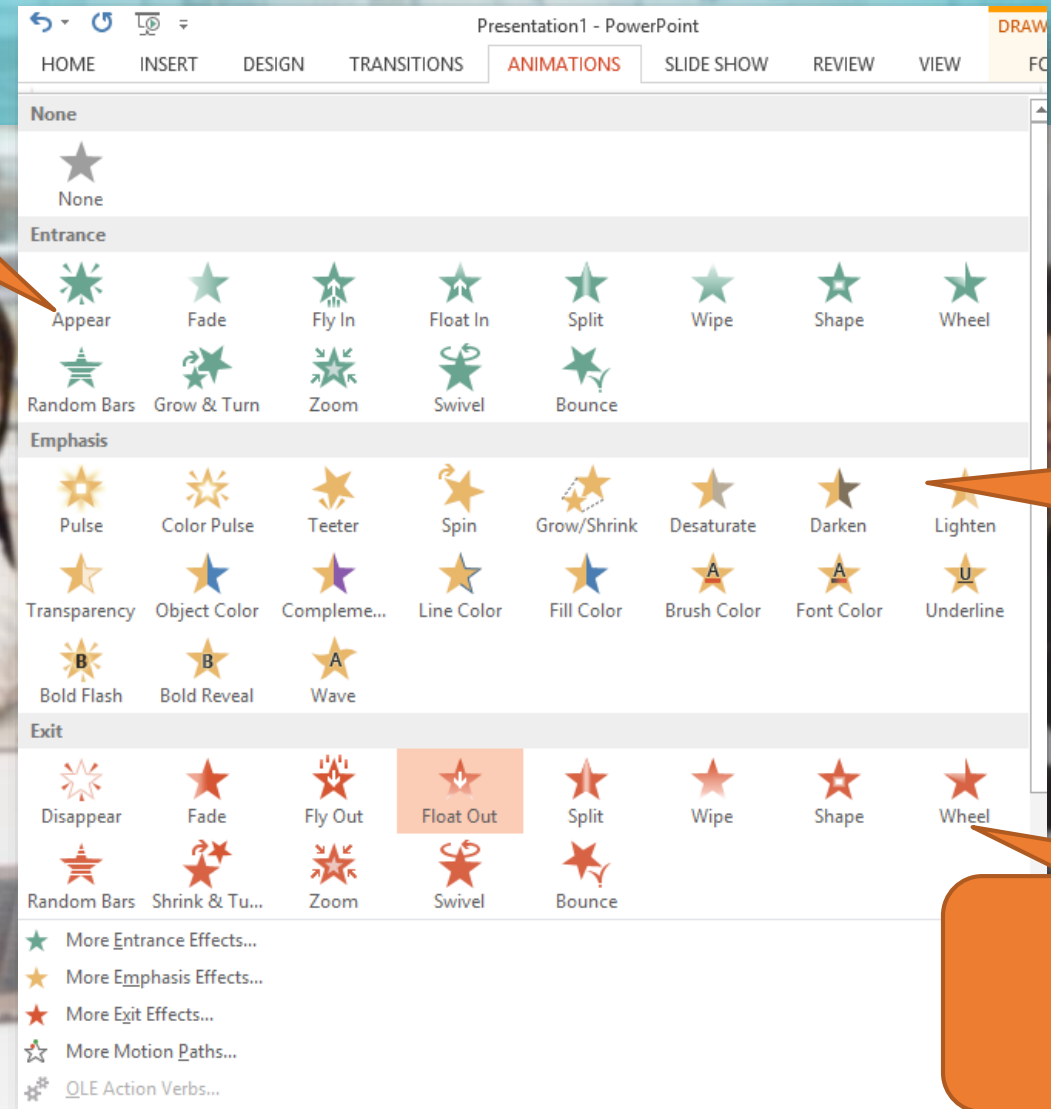 Presentation1 - PowerPoint
DRAW
HOME INSERT DESIGN TRANSITIONS ANIMATIONS SLIDE SHOW REVIEW VIEW FO
None
None
Entrance
Appear Fade Fly In Float In Split Wipe Shape Wheel
Random Bars Grow & Turn Zoom Swivel Bounce
Emphasis
Pulse Color Pulse Teeter Spin Grow/Shrink Desaturate Darken Lighten
Transparency Object Color Compleme... Line Color Fill Color Brush Color Font Color Underline
Bold Flash Bold Reveal Wave
Exit
Disappear Fade Fly Out Float Out Split Wipe Shape Wheel
Random Bars Shrink & Tu... Zoom Swivel Bounce
More Entrance Effects...
More Emphasis Effects...
More Exit Effects...
More Motion Paths...
OLE Action Verbs...